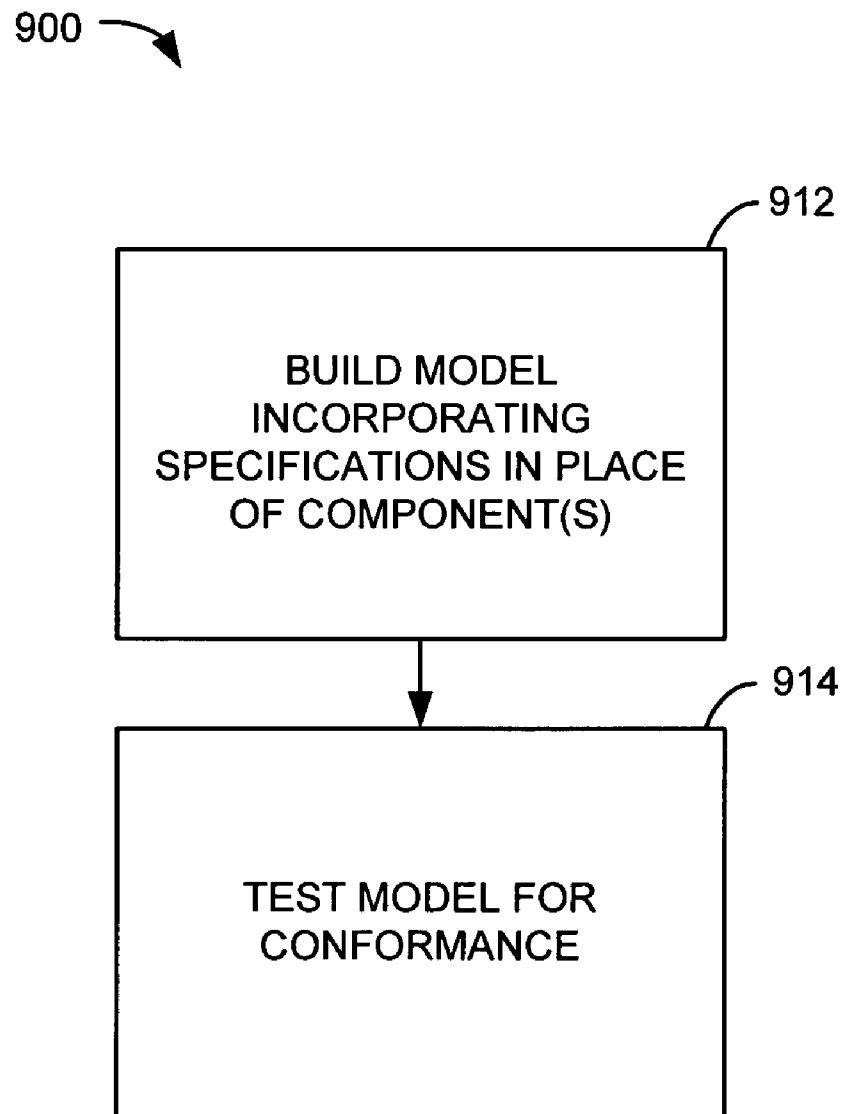 900
912
BUILD MODEL
INCORPORATING
SPECIFICATIONS IN PLACE
OF COMPONENT(S)
914
TEST MODEL FOR
CONFORMANCE